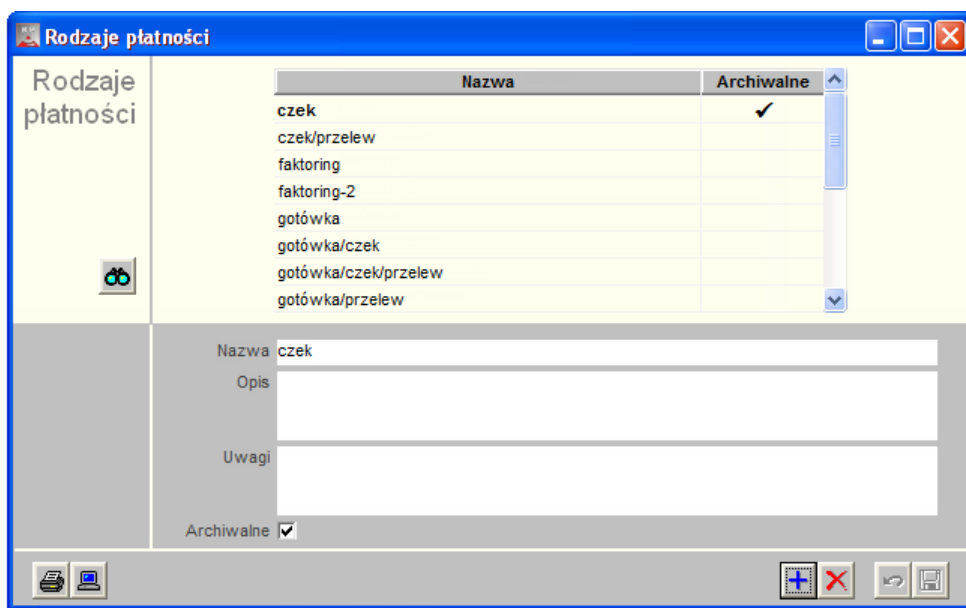 Rodzaje płatności
Rodzaje
płatności
Nazwa Archiwalne
czek ✓
czek/przelew
faktoring
faktoring-2
gotówka
gotówka/czek
gotówka/czek/przelew
gotówka/przelew
Nazwa czek
Opis
Uwagi
Archiwalne